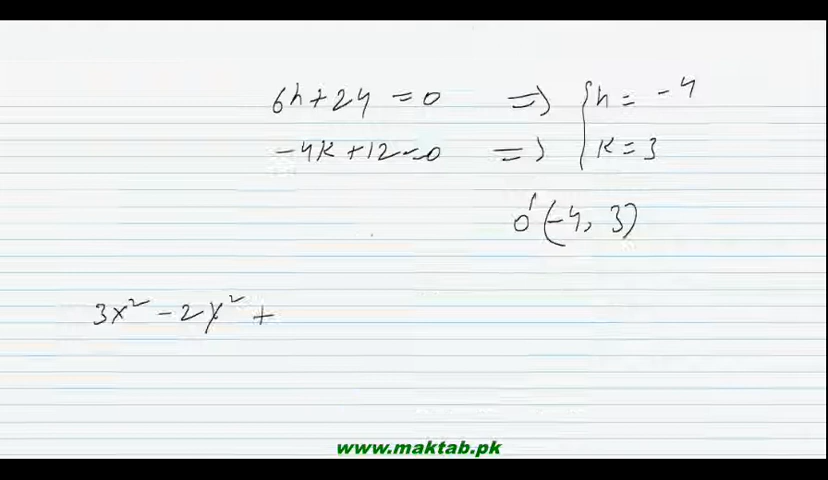 6h + 24 = 0 ⇒ { h = -4
-4k + 12 = 0 ⇒ { k = 3
O'(-4, 3)
3x² - 2y² +
www.maktab.pk